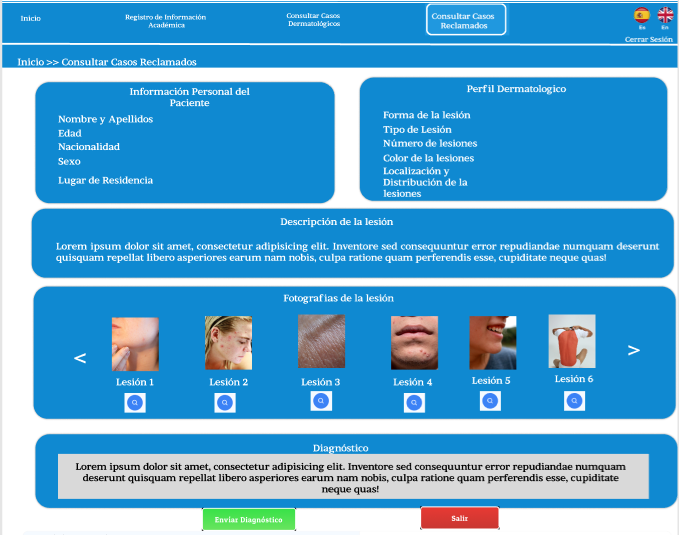 Inicio
Registro de Información
Académica
Consultar Casos
Dermatológicos
Consultar Casos
Reclamados
Es
En
Cerrar Sesión
Inicio >> Consultar Casos Reclamados
Información Personal del
Paciente
Nombre y Apellidos
Edad
Nacionalidad
Sexo
Lugar de Residencia
Perfil Dermatologico
Forma de la lesión
Tipo de Lesión
Número de lesiones
Color de la lesiones
Localización y
Distribución de la
lesiones
Descripción de la lesión
Lorem ipsum dolor sit amet, consectetur adipisicing elit. Inventore sed consequuntur error repudiandae numquam deserunt
quisquam repellat libero asperiores earum nam nobis, culpa ratione quam perferendis esse, cupiditate neque quas!
Fotografías de la lesión
<
>
Lesión 1
Lesión 2
Lesión 3
Lesión 4
Lesión 5
Lesión 6
Diagnóstico
Lorem ipsum dolor sit amet, consectetur adipisicing elit. Inventore sed consequuntur error repudiandae numquam
deserunt quisquam repellat libero asperiores earum nam nobis, culpa ratione quam perferendis esse, cupiditate
neque quas!
Enviar Diagnóstico
Salir